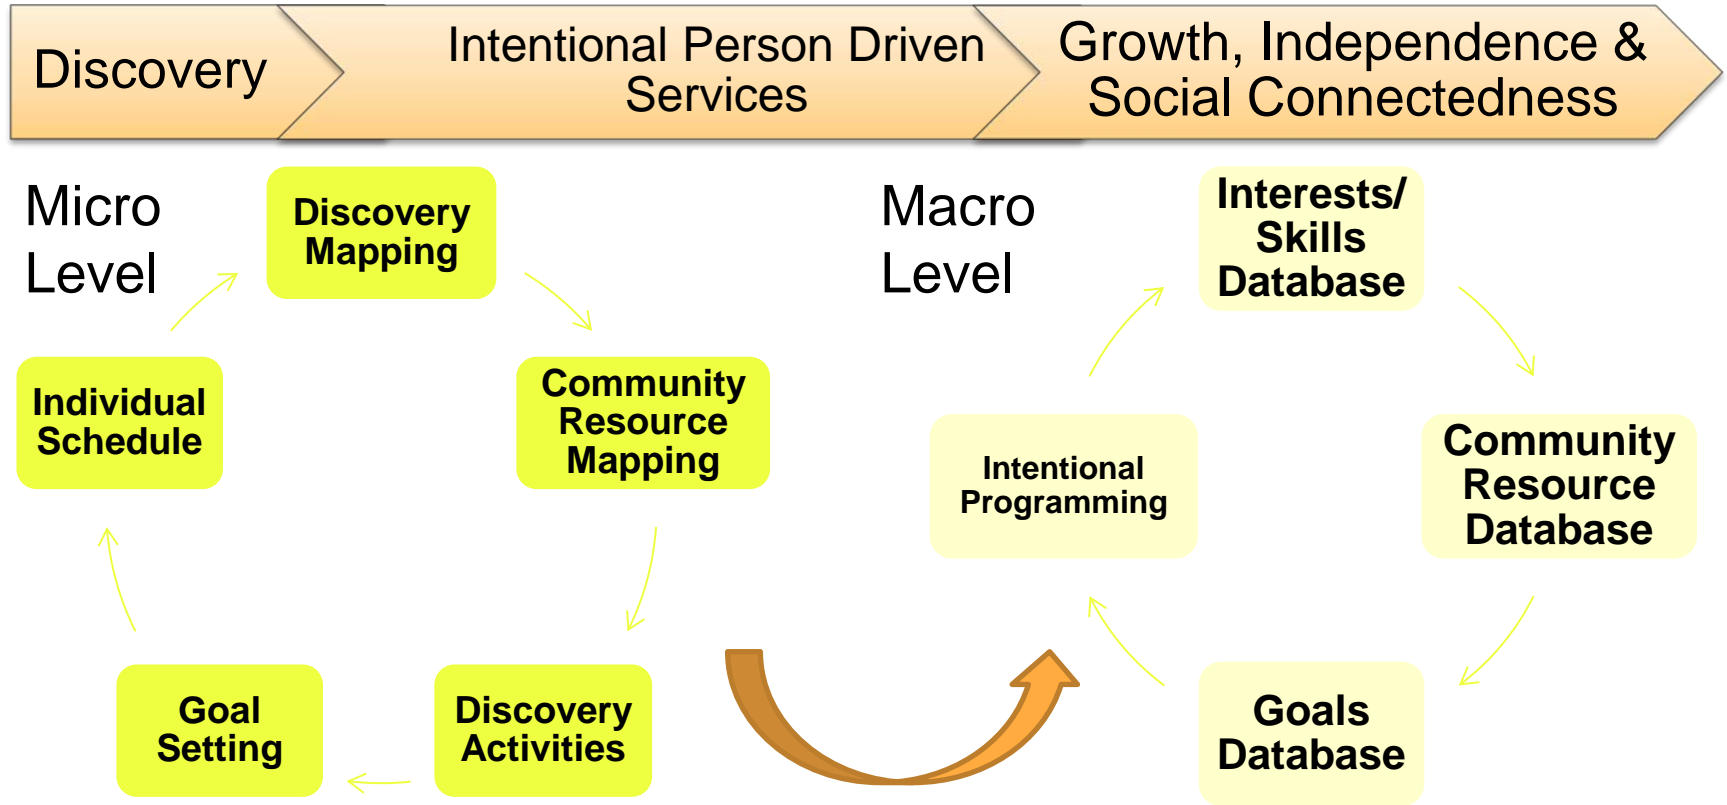 Discovery
Intentional Person Driven
Services
Growth, Independence &
Social Connectedness
Micro
Level
Discovery
Mapping
Community
Resource
Mapping
Discovery
Activities
Goal
Setting
Individual
Schedule
Macro
Level
Interests/
Skills
Database
Community
Resource
Database
Goals
Database
Intentional
Programming